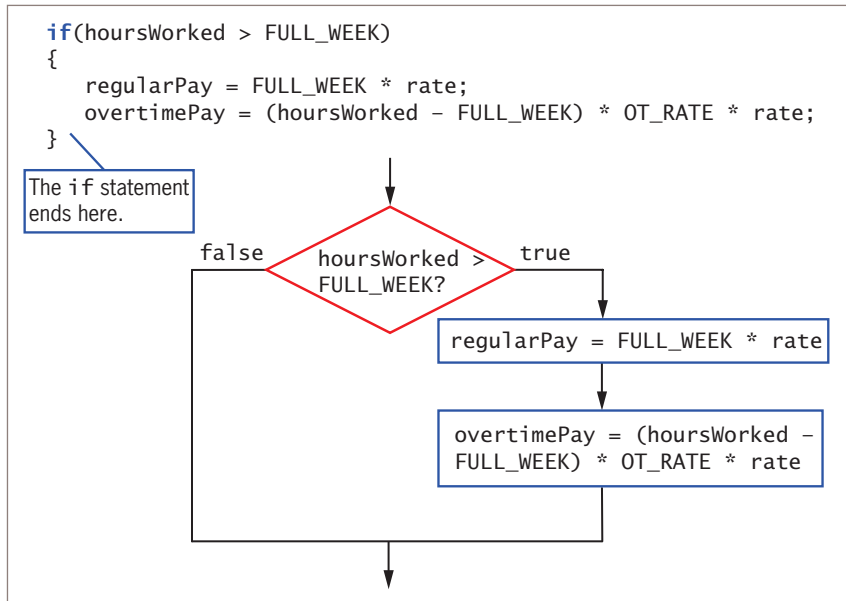 if(hoursWorked > FULL_WEEK)
{
regularPay = FULL_WEEK * rate;
overtimePay = (hoursWorked – FULL_WEEK) * OT_RATE * rate;
}
The if statement
ends here.
false
hoursWorked >
FULL_WEEK?
true
regularPay = FULL_WEEK * rate
overtimePay = (hoursWorked –
FULL_WEEK) * OT_RATE * rate